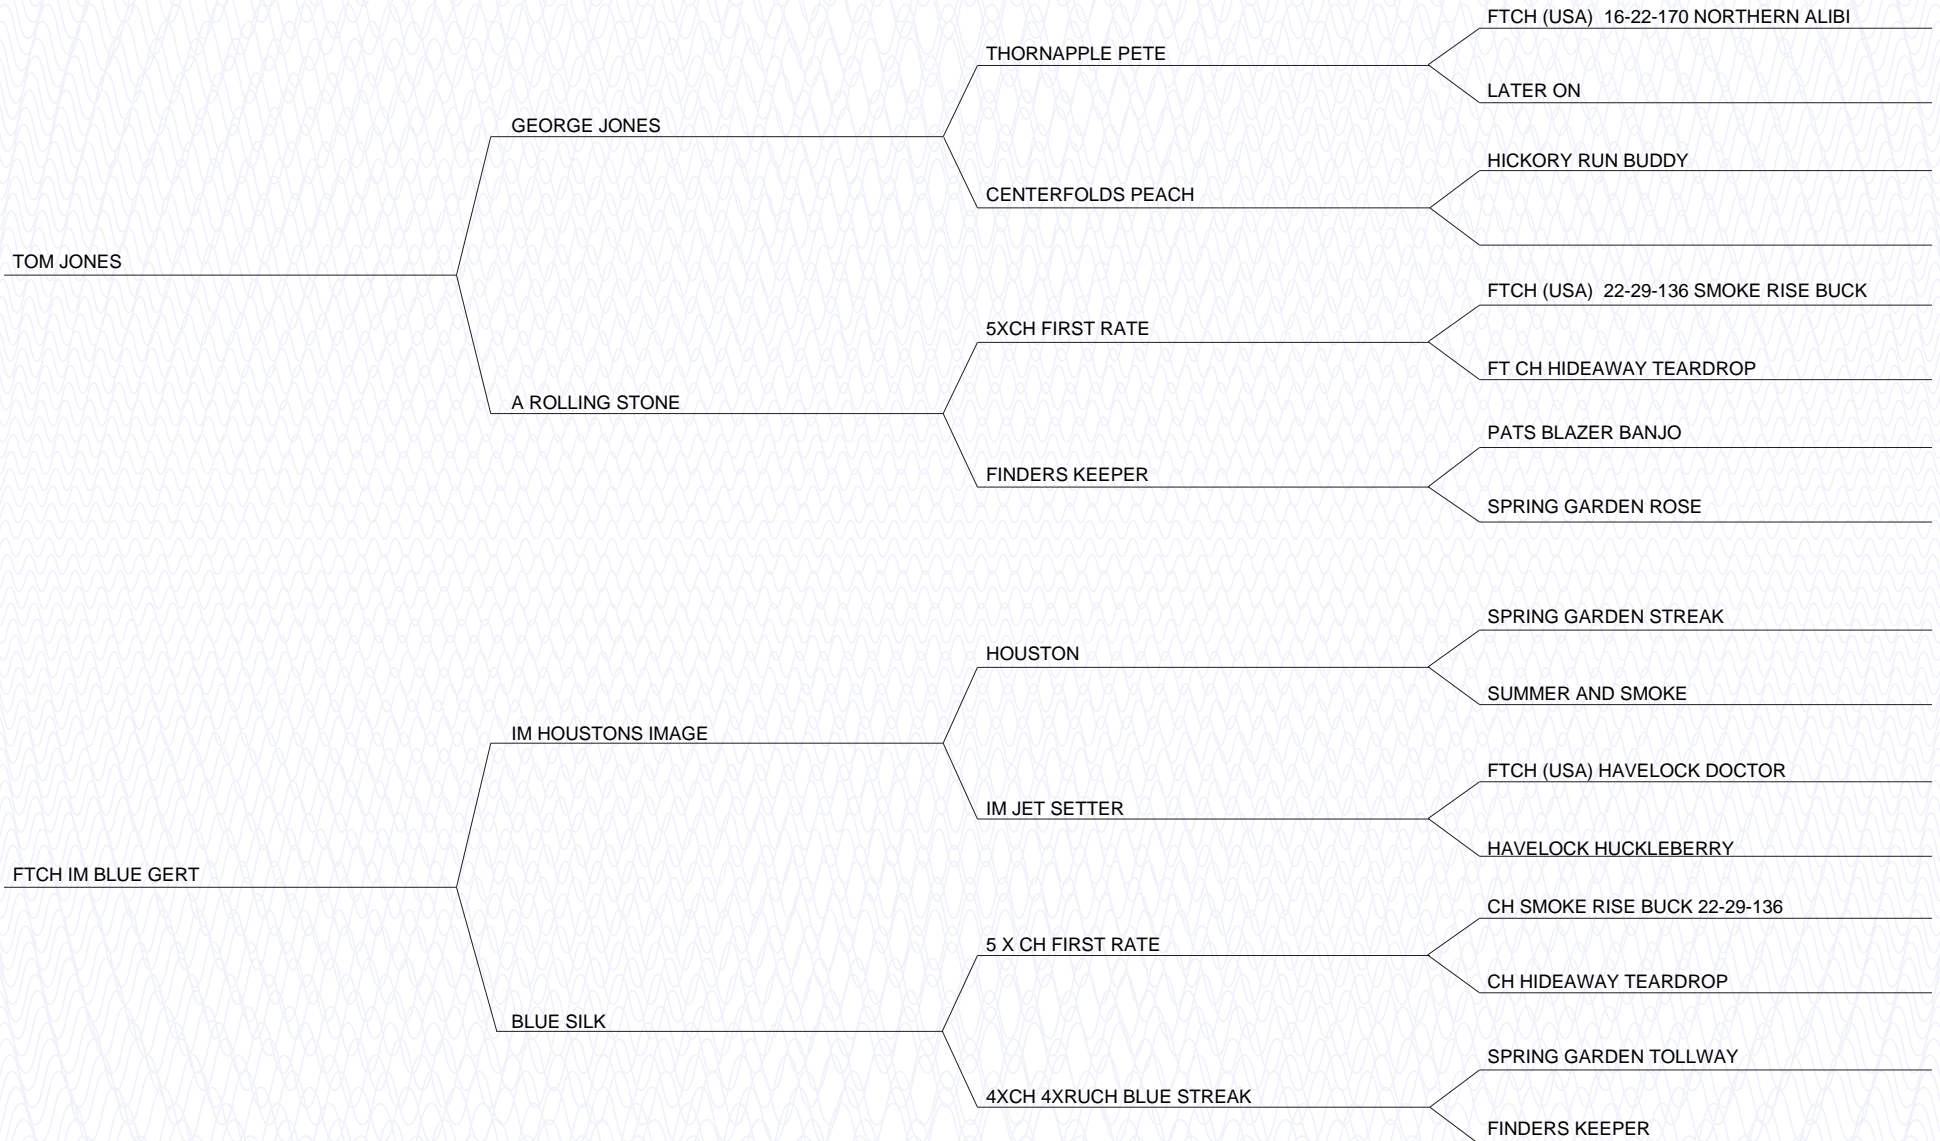 FTCH (USA)  16-22-170 NORTHERN ALIBI
THORNAPPLE PETE
LATER ON
GEORGE JONES
HICKORY RUN BUDDY
CENTERFOLDS PEACH
TOM JONES
FTCH (USA)  22-29-136 SMOKE RISE BUCK
5XCH FIRST RATE
FT CH HIDEAWAY TEARDROP
A ROLLING STONE
PATS BLAZER BANJO
FINDERS KEEPER
SPRING GARDEN ROSE
SPRING GARDEN STREAK
HOUSTON
SUMMER AND SMOKE
IM HOUSTONS IMAGE
FTCH (USA) HAVELOCK DOCTOR
IM JET SETTER
HAVELOCK HUCKLEBERRY
FTCH IM BLUE GERT
CH SMOKE RISE BUCK 22-29-136
5 X CH FIRST RATE
CH HIDEAWAY TEARDROP
BLUE SILK
SPRING GARDEN TOLLWAY
4XCH 4XRUCH BLUE STREAK
FINDERS KEEPER